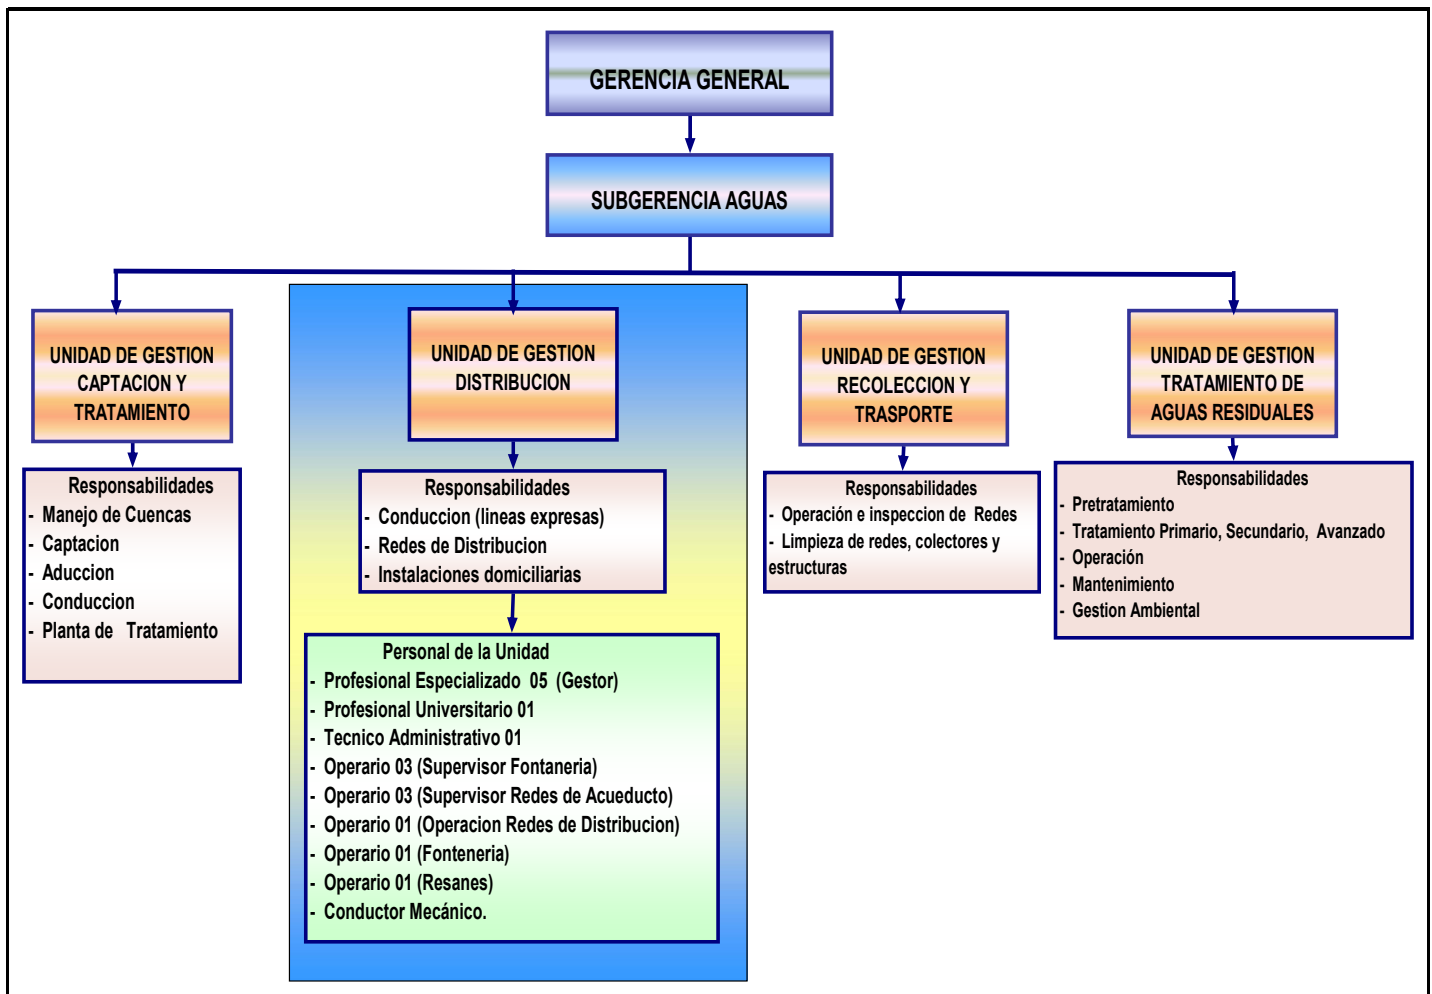 GERENCIA GENERAL
SUBGERENCIA AGUAS
UNIDAD DE GESTION
CAPTACION Y
TRATAMIENTO
Responsabilidades
- Manejo de Cuencas
- Captacion
- Aduccion
- Conduccion
- Planta de Tratamiento
UNIDAD DE GESTION
DISTRIBUCION
Responsabilidades
- Conduccion (lineas expresas)
- Redes de Distribucion
- Instalaciones domiciliarias
Personal de la Unidad
- Profesional Especializado 05 (Gestor)
- Profesional Universitario 01
- Tecnico Administrativo 01
- Operario 03 (Supervisor Fontaneria)
- Operario 03 (Supervisor Redes de Acueducto)
- Operario 01 (Operacion Redes de Distribucion)
- Operario 01 (Fonteneria)
- Operario 01 (Resanes)
- Conductor Mecánico.
UNIDAD DE GESTION
RECOLECCION Y
TRASPORTE
Responsabilidades
- Operación e inspeccion de Redes
- Limpieza de redes, colectores y
estructuras
UNIDAD DE GESTION
TRATAMIENTO DE
AGUAS RESIDUALES
Responsabilidades
- Pretratamiento
- Tratamiento Primario, Secundario, Avanzado
- Operación
- Mantenimiento
- Gestion Ambiental